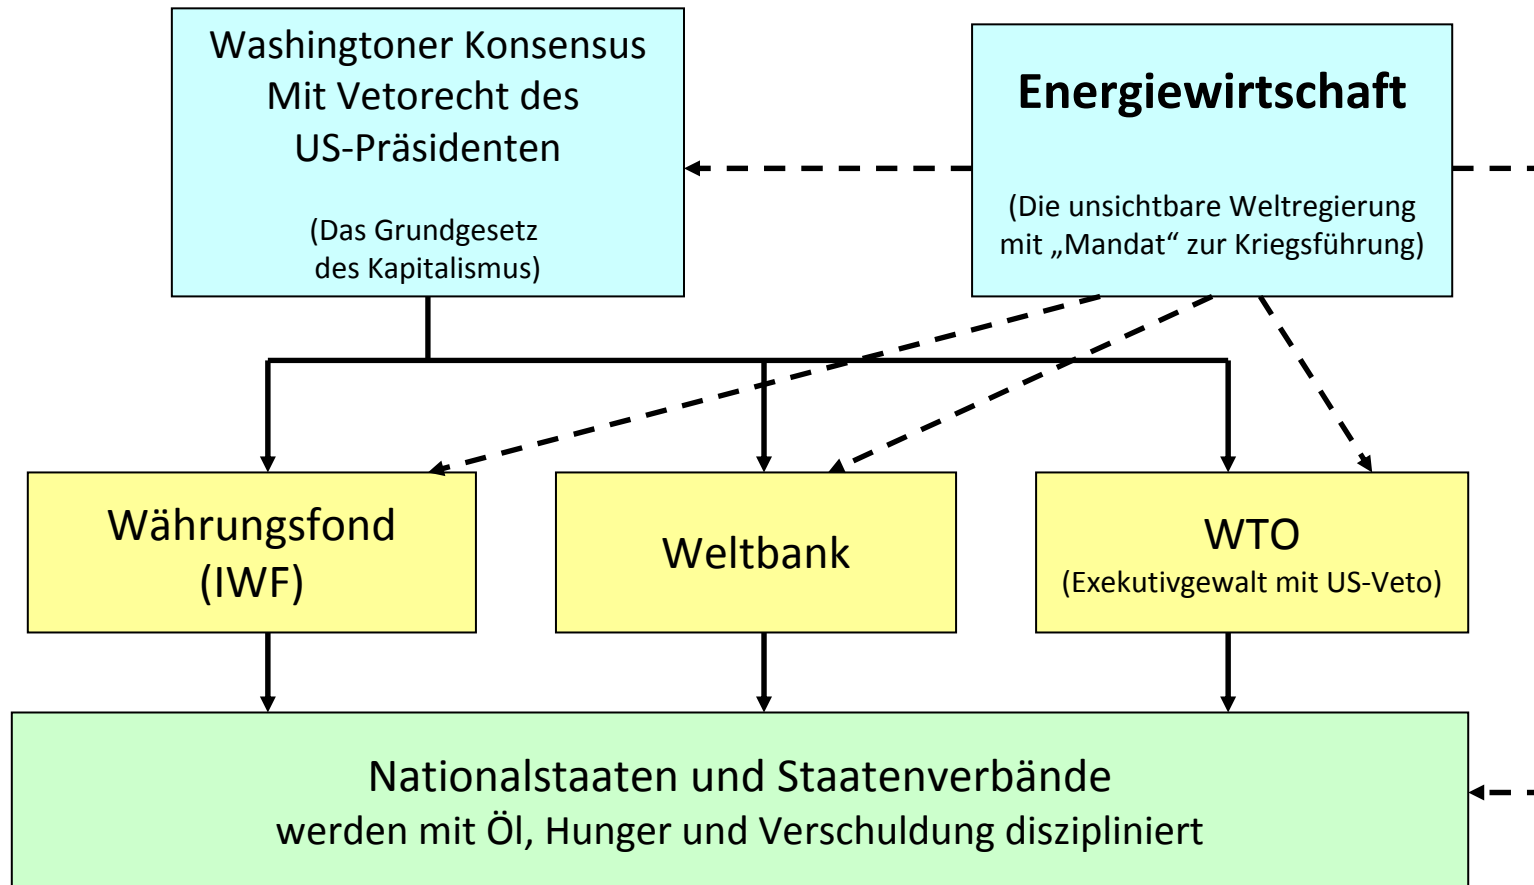 Washingtoner Konsensus
Mit Vetorecht des
US-Präsidenten
(Das Grundgesetz
des Kapitalismus)
Energiewirtschaft
(Die unsichtbare Weltregierung
mit „Mandat“ zur Kriegsführung)
Währungsfond
(IWF)
Weltbank
WTO
(Exekutivgewalt mit US-Veto)
Nationalstaaten und Staatenverbände
werden mit Öl, Hunger und Verschuldung diszipliniert